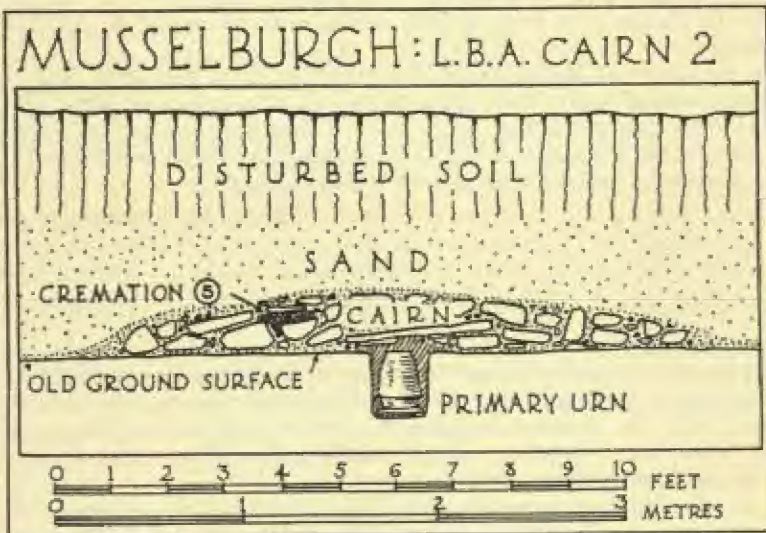 MUSSELBURGH: L.B.A. CAIRN 2
DISTURBED SOIL
SAND
CREMATION 5
CAIRN
OLD GROUND SURFACE
PRIMARY URN
0 1 2 3 4 5 6 7 8 9 10 FEET
0 1 2 3 METRES